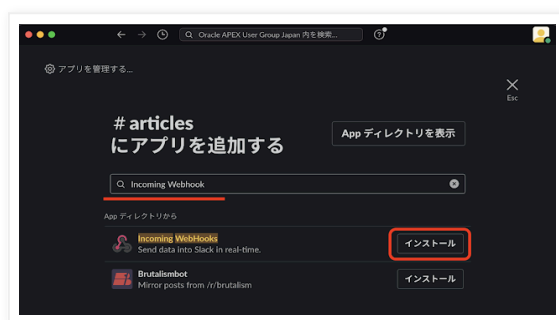 Oracle APEX User Group Japan 内を検索...
アプリを管理する...
Esc
# articles
にアプリを追加する
App ディレクトリを表示
Incoming Webhook
App ディレクトリから
Incoming WebHooks
Send data into Slack in real-time.
インストール
Brutalismbot
Mirror posts from /r/brutalism
インストール